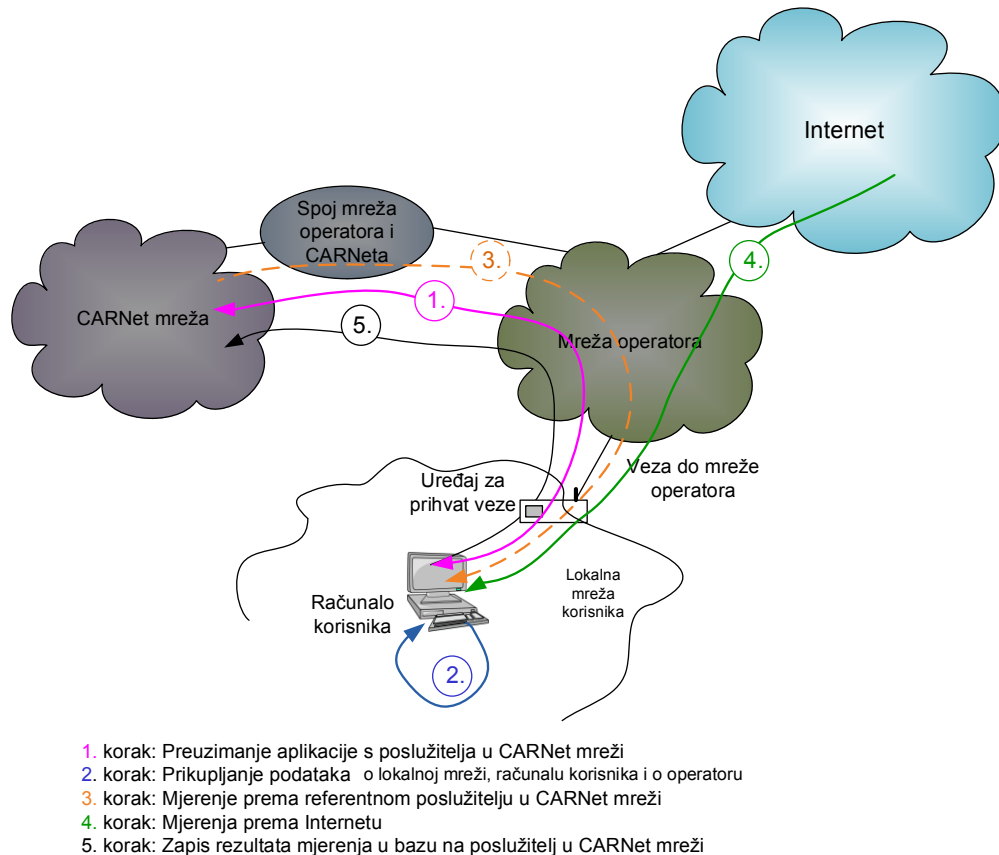 Internet
Spoj mreža
operatora i
CARNeta
3.
4.
CARNet mreža
1.
5.
Mreža operatora
Uređaj za
prihvat veze
Veza do mreže
operatora
Lokalna
mreža
korisnika
Računalo
korisnika
2.
1. korak: Preuzimanje aplikacije s poslužitelja u CARNet mreži
2. korak: Prikupljanje podataka o lokalnoj mreži, računalu korisnika i o operatoru
3. korak: Mjerenje prema referentnom poslužitelju u CARNet mreži
4. korak: Mjerenja prema Internetu
5. korak: Zapis rezultata mjerenja u bazu na poslužitelj u CARNet mreži